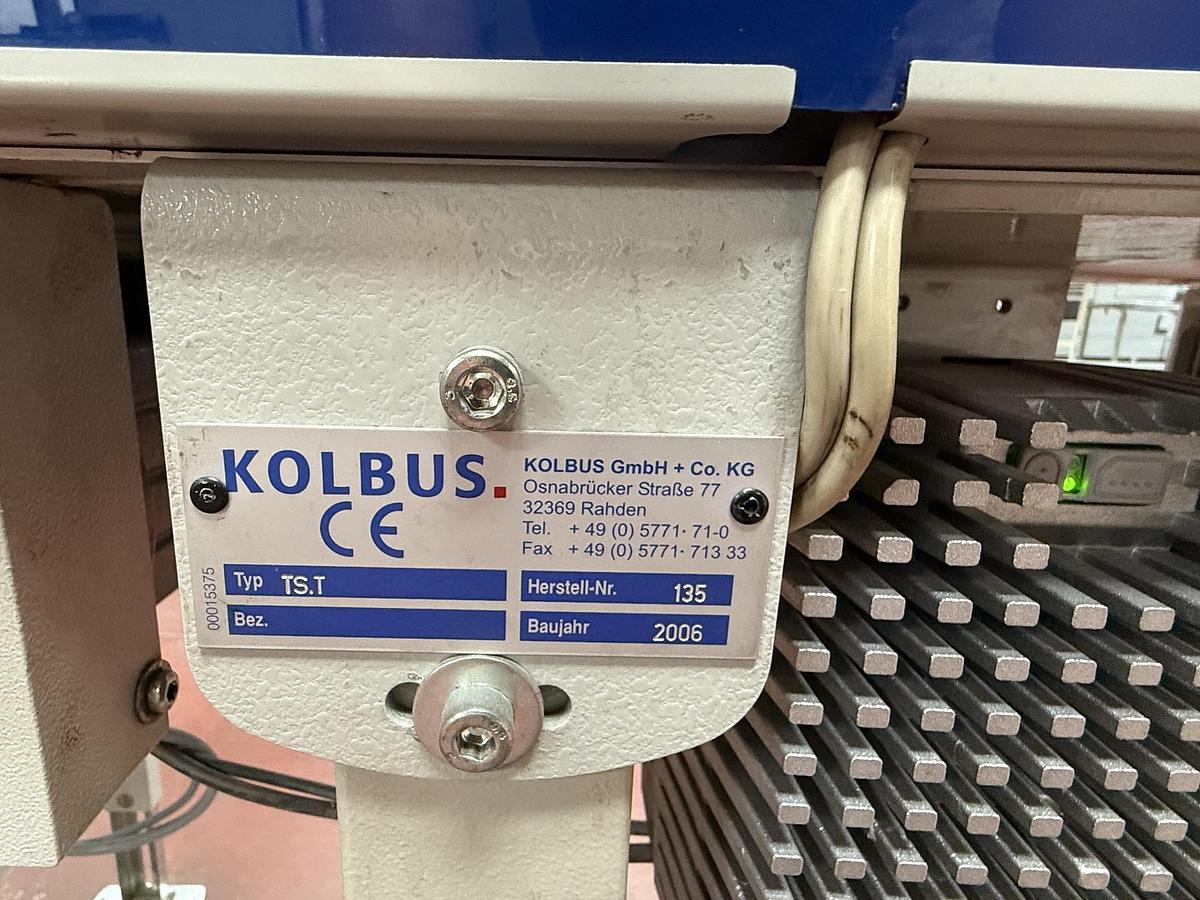 KOLBUS.
CE
KOLBUS GmbH + Co. KG
Osnabrücker Straße 77
32369 Rahden
Tel. + 49 (0) 5771· 71-0
Fax + 49 (0) 5771· 713 33
Typ TS.T
Herstell-Nr. 135
Bez.
Baujahr 2006
00015375